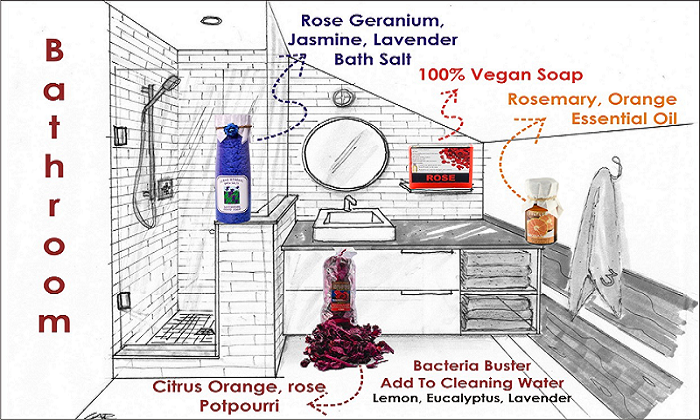 Bathroom
Rose Geranium,
Jasmine, Lavender
Bath Salt
100% Vegan Soap
Rosemary, Orange
Essential Oil
ROSE
Citrus Orange, rose
Potpourri
Bacteria Buster
Add To Cleaning Water
Lemon, Eucalyptus, Lavender